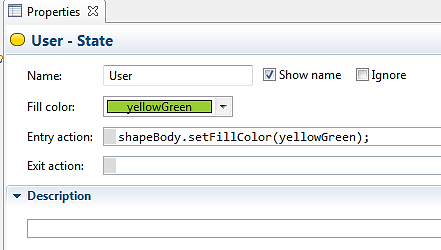 Properties
User - State
Name: User Show name Ignore
Fill color: yellowGreen
Entry action: shapeBody.setFillColor(yellowGreen);
Exit action:
Description